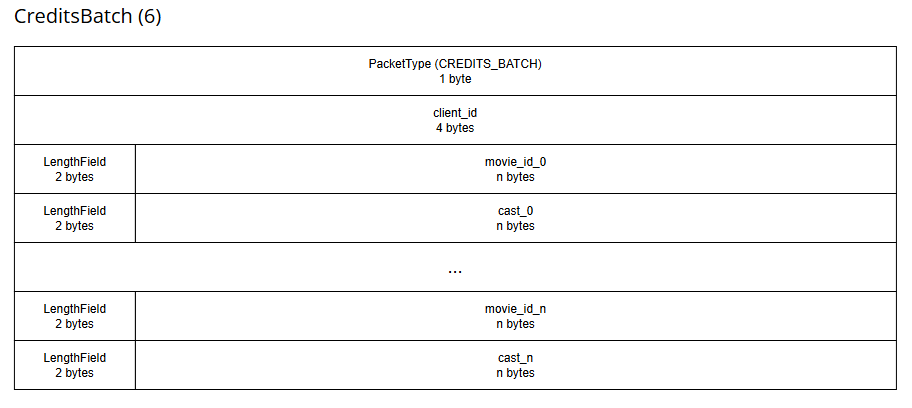 CreditsBatch (6)
PacketType (CREDITS_BATCH)
1 byte
client_id
4 bytes
LengthField
2 bytes
movie_id_0
n bytes
LengthField
2 bytes
cast_0
n bytes
...
LengthField
2 bytes
movie_id_n
n bytes
LengthField
2 bytes
cast_n
n bytes